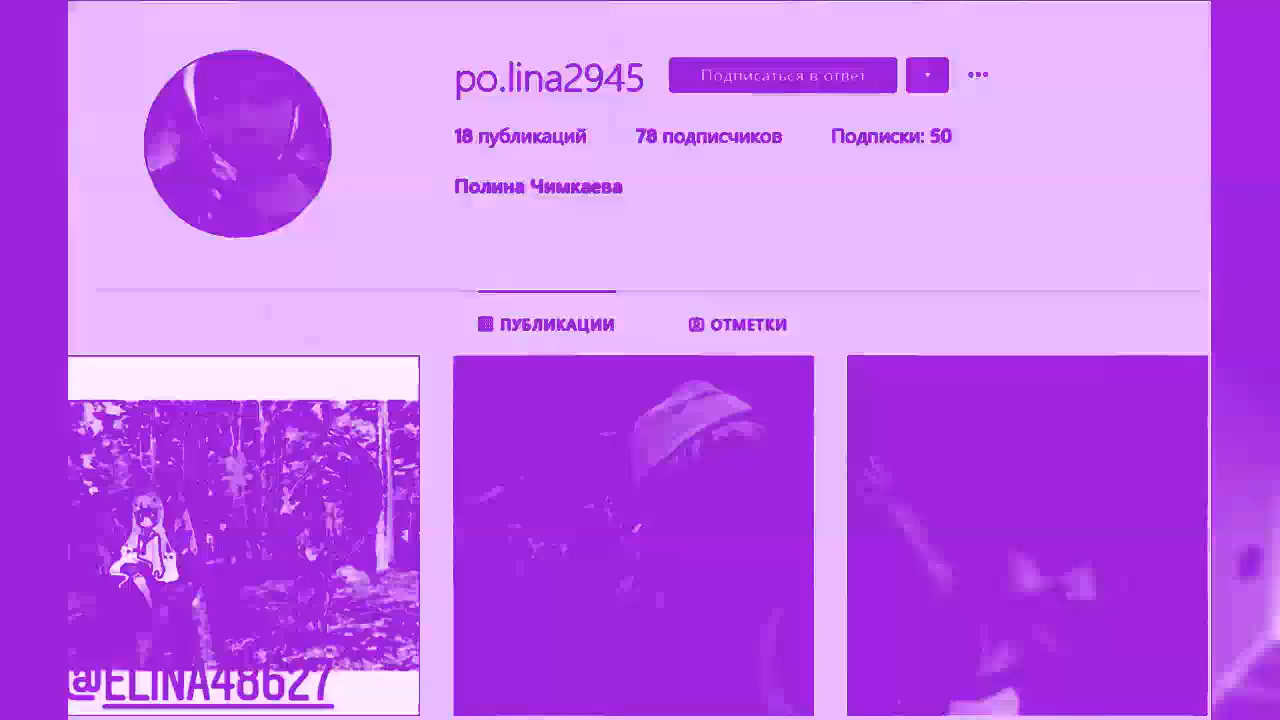 po.lina2945 Подписаться в ответ
18 публикаций 78 подписчиков Подписки: 50
Полина Чимкаева
ПУБЛИКАЦИИ ОТМЕТКИ
@ELINA48627